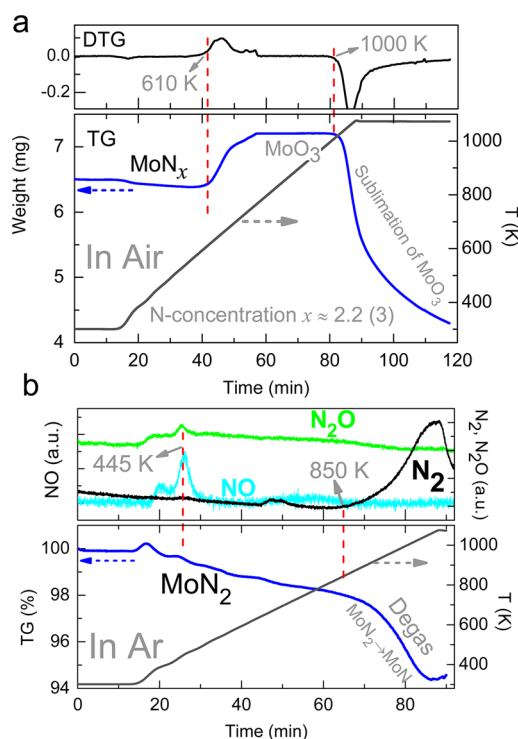 a
DTG
0.0
-0.2
610 K
1000 K
TG
MoNx
MoO3
Sublimation of MoO3
In Air
N-concentration x ≈ 2.2 (3)
Weight (mg)
7
6
5
4
T (K)
1000
800
600
400
0 20 40 60 80 100 120
Time (min)
b
NO (a.u.)
N2, N2O (a.u.)
N2O
445 K
NO
850 K
N2
TG (%)
100
98
96
94
MoN2
In Ar
Degas
MoN2→MoN
T (K)
1000
800
600
400
0 20 40 60 80
Time (min)